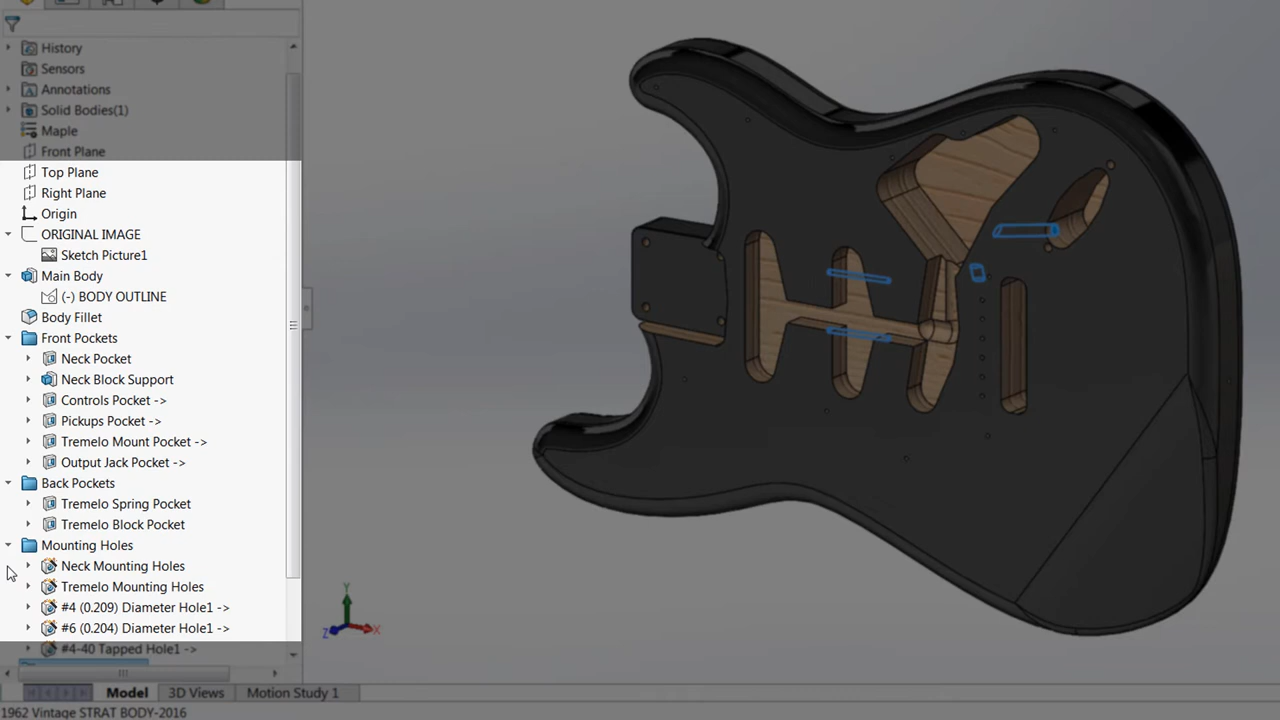 History
Sensors
Annotations
Solid Bodies(1)
Maple
Front Plane
Top Plane
Right Plane
Origin
ORIGINAL IMAGE
Sketch Picture1
Main Body
(-) BODY OUTLINE
Body Fillet
Front Pockets
Neck Pocket
Neck Block Support
Controls Pocket ->
Pickups Pocket ->
Tremelo Mount Pocket ->
Output Jack Pocket ->
Back Pockets
Tremelo Spring Pocket
Tremelo Block Pocket
Mounting Holes
Neck Mounting Holes
Tremelo Mounting Holes
#4 (0.209) Diameter Hole1 ->
#6 (0.204) Diameter Hole1 ->
#4-40 Tapped Hole1 ->
Y
Z X
Model 3D Views Motion Study 1
1962 Vintage STRAT BODY-2016